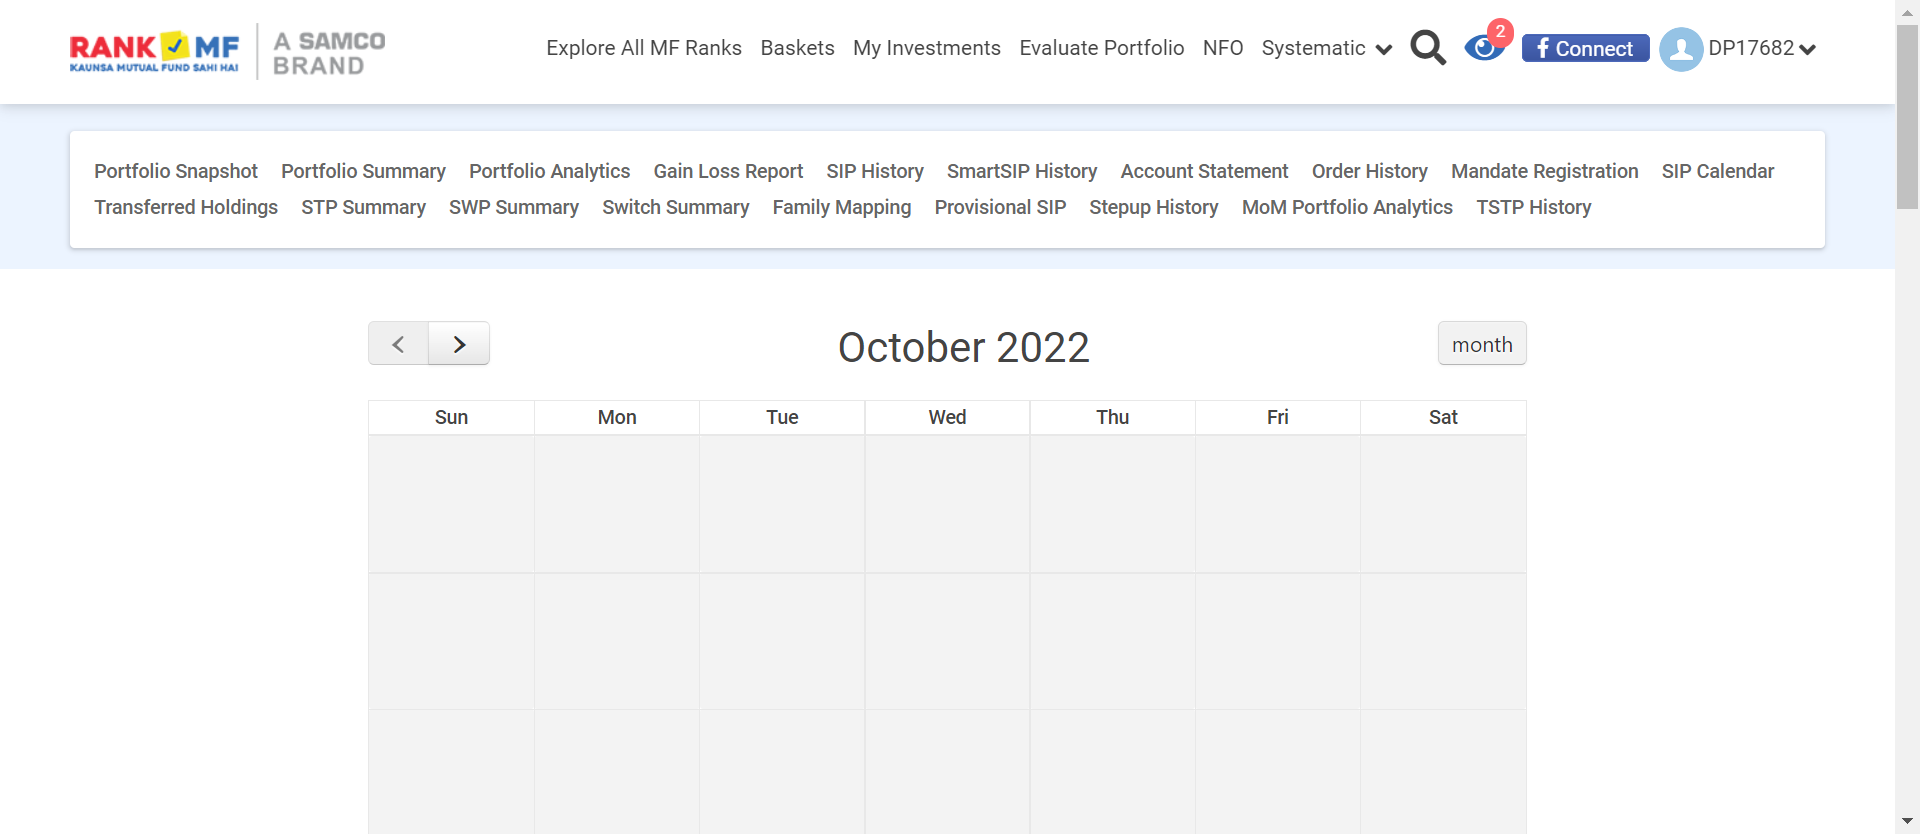 RANK MF
KAUNSA MUTUAL FUND SAHI HAI
A SAMCO
BRAND
Explore All MF Ranks Baskets My Investments Evaluate Portfolio NFO Systematic 2 f Connect DP17682
Portfolio Snapshot Portfolio Summary Portfolio Analytics Gain Loss Report SIP History SmartSIP History Account Statement Order History Mandate Registration SIP Calendar
Transferred Holdings STP Summary SWP Summary Switch Summary Family Mapping Provisional SIP Stepup History MoM Portfolio Analytics TSTP History
October 2022
month
Sun Mon Tue Wed Thu Fri Sat